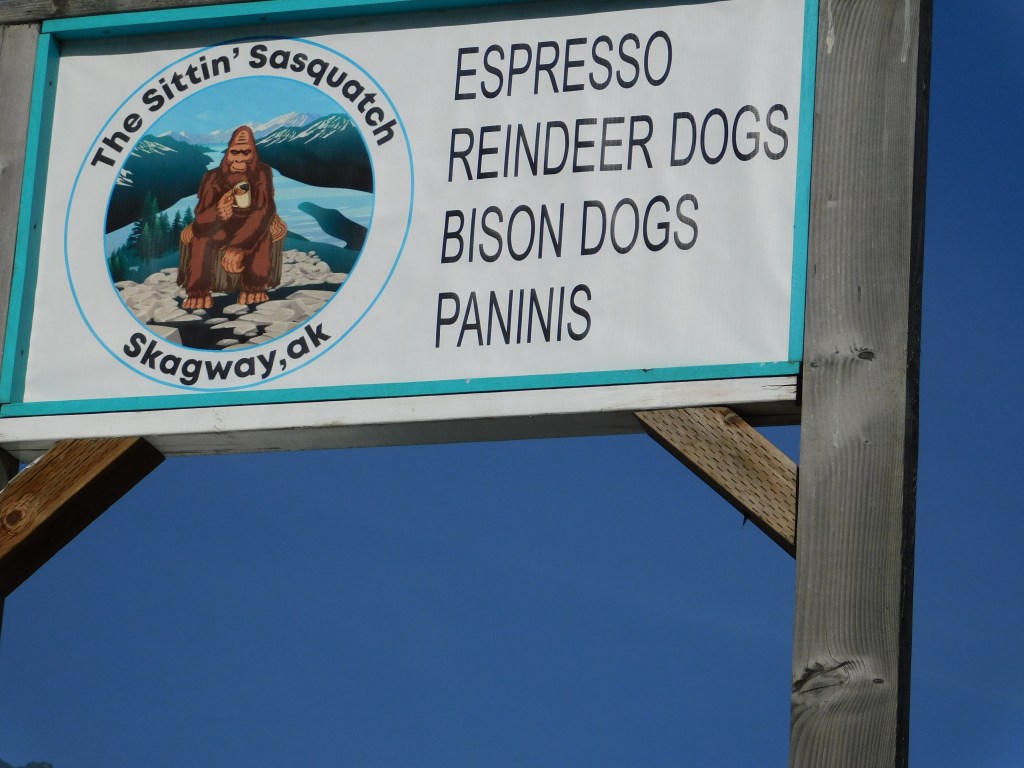 The Sittin' Sasquatch
Skagway,ak
ESPRESSO
REINDEER DOGS
BISON DOGS
PANINIS